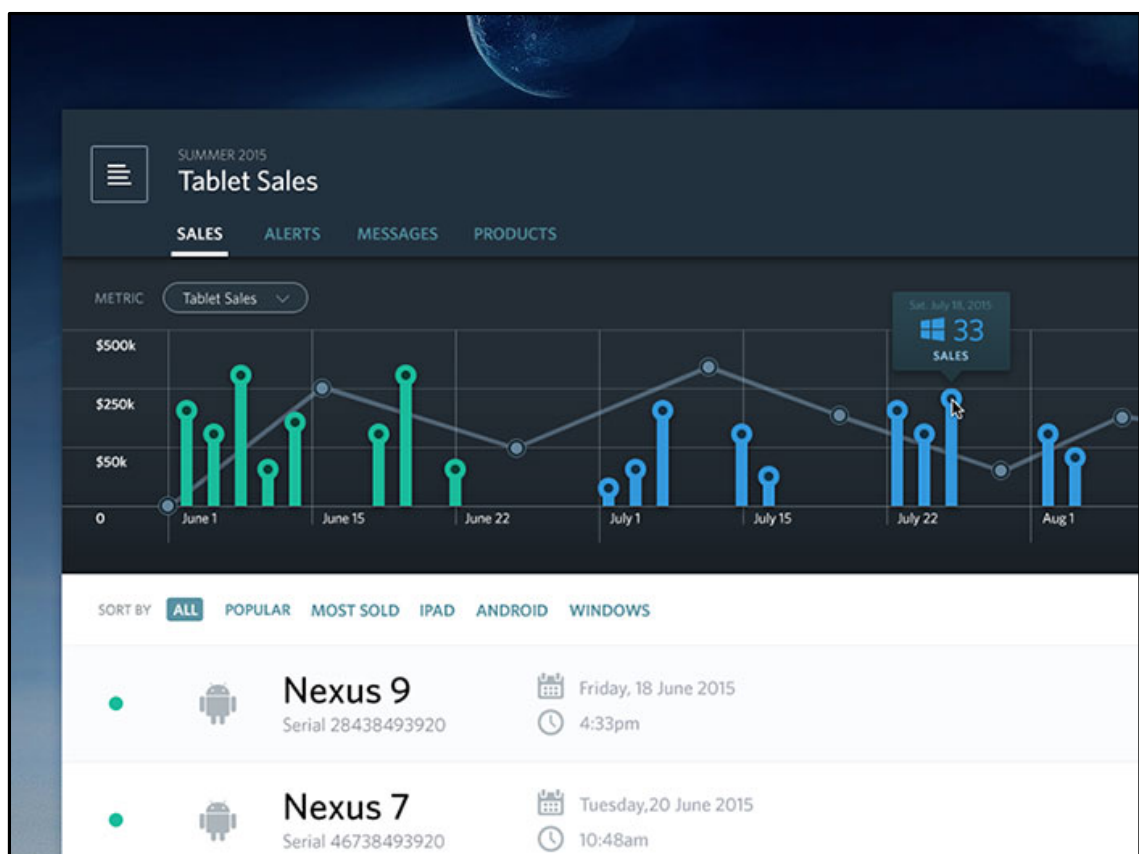 SUMMER 2015
Tablet Sales
SALES ALERTS MESSAGES PRODUCTS
METRIC Tablet Sales
Sat. July 18, 2015
33
SALES
$500k
$250k
$50k
0 June 1 June 15 June 22 July 1 July 15 July 22 Aug 1
SORT BY ALL POPULAR MOST SOLD IPAD ANDROID WINDOWS
Nexus 9 Friday, 18 June 2015
Serial 28438493920 4:33pm
Nexus 7 Tuesday,20 June 2015
Serial 46738493920 10:48am